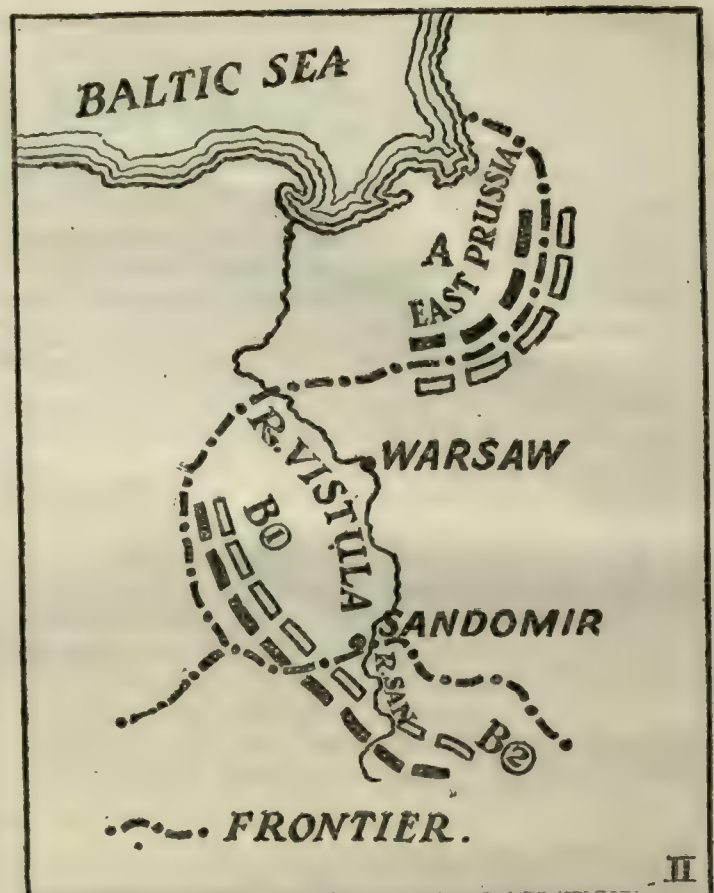 BALTIC SEA
A
EAST PRUSSIA
R. VISTULA
WARSAW
B①
SANDOMIR
R. SAN
B②
FRONTIER.
II